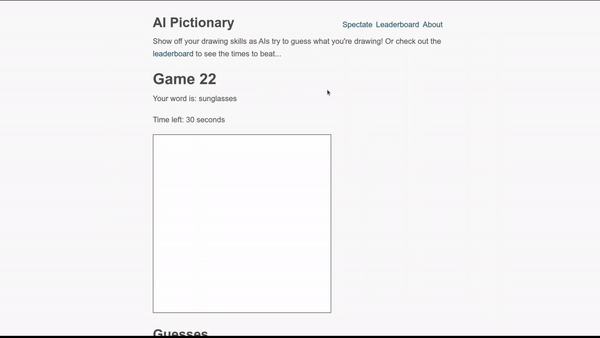 AI Pictionary
Spectate Leaderboard About
Show off your drawing skills as AIs try to guess what you're drawing! Or check out the
leaderboard to see the times to beat...
Game 22
Your word is: sunglasses
Time left: 30 seconds
Guesses